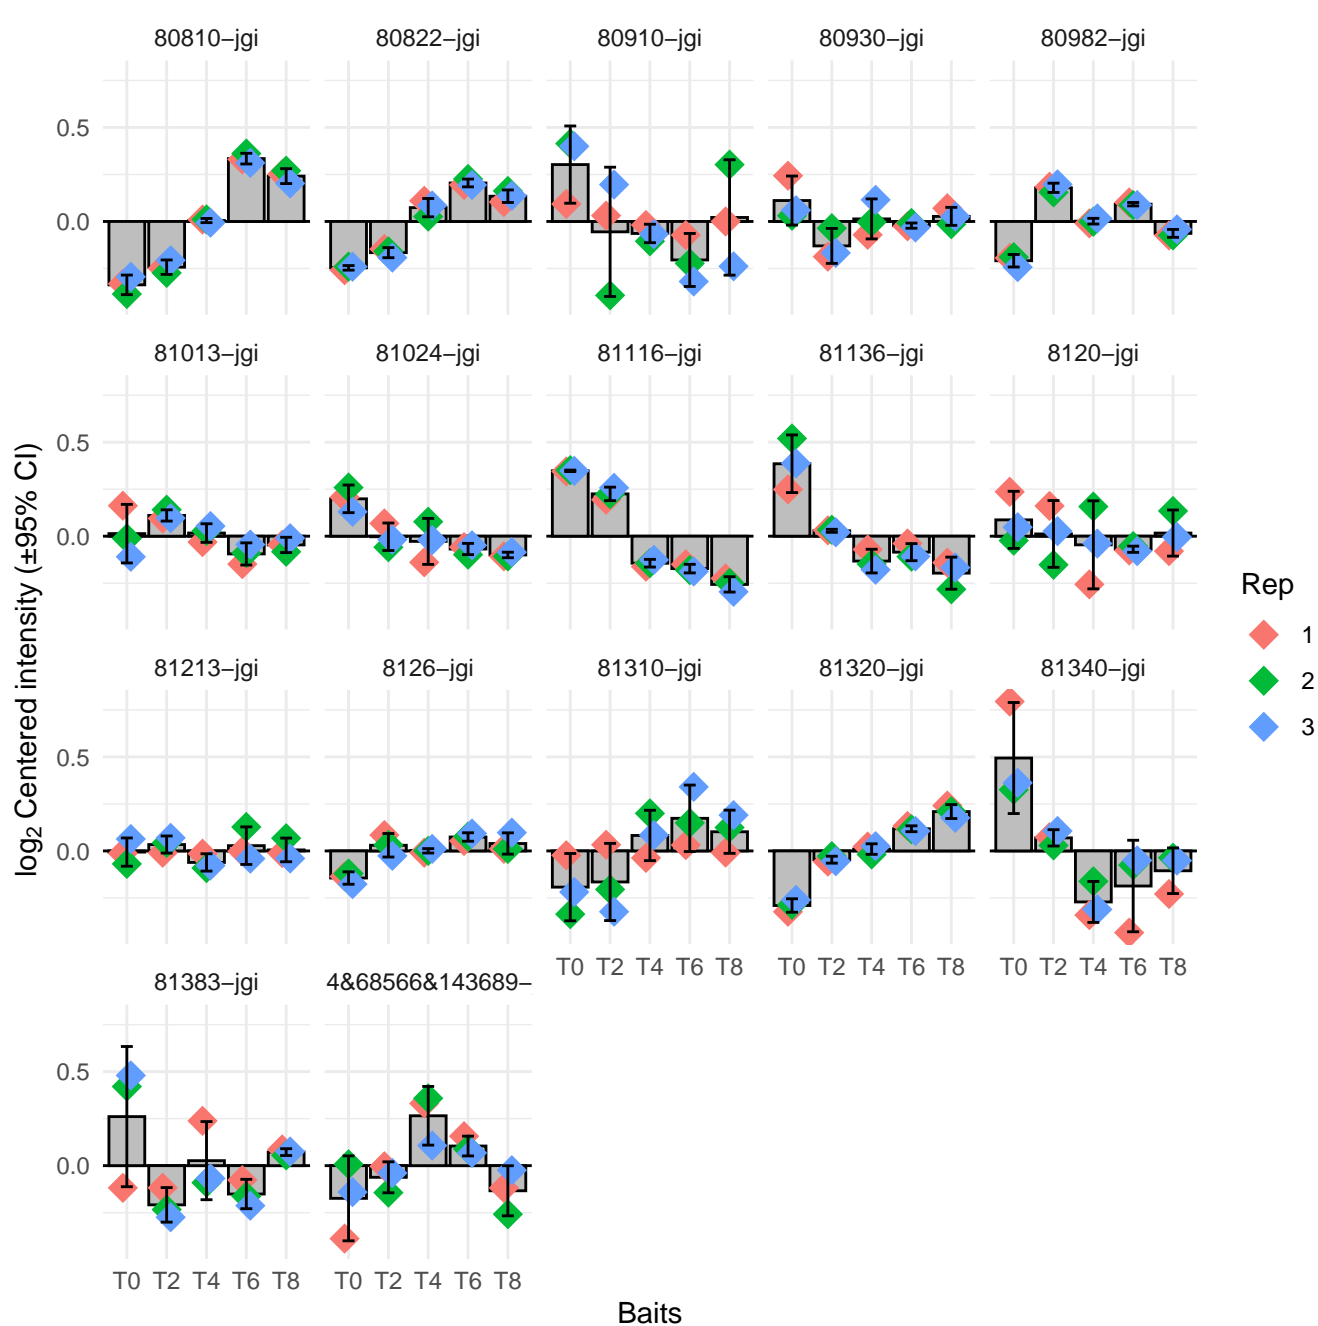 80810–jgi 80822–jgi 80910–jgi 80930–jgi 80982–jgi
0.5
0.0
81013–jgi 81024–jgi 81116–jgi 81136–jgi 8120–jgi
0.5
0.0
81213–jgi 8126–jgi 81310–jgi 81320–jgi 81340–jgi
0.5
0.0
T0 T2 T4 T6 T8 T0 T2 T4 T6 T8 T0 T2 T4 T6 T8
81383–jgi 4&68566&143689–
0.5
0.0
T0 T2 T4 T6 T8 T0 T2 T4 T6 T8
Baits
log2 Centered intensity (±95% CI)
Rep
1
2
3